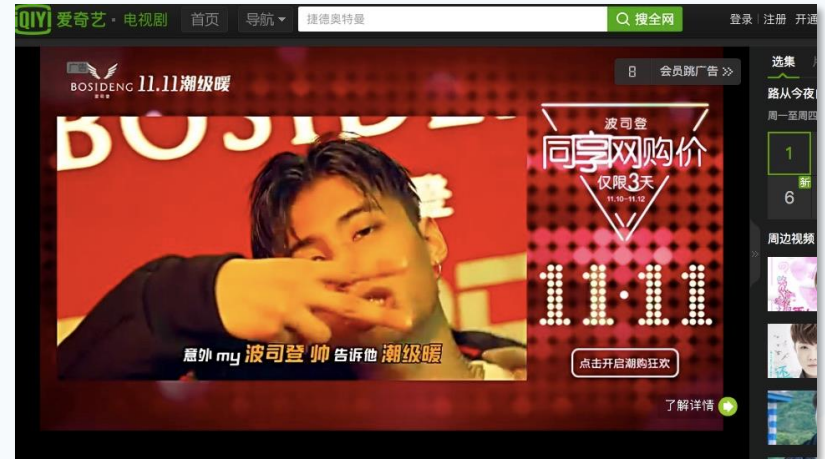 QIY 爱奇艺·电视剧 首页 导航 捷德奥特曼 搜全网 登录 注册 开通
广告
BOSIDENG 11.11潮级暖
8 会员跳广告
选集
路从今夜
周一至周四
1
新
6
周边视频
BOSIDE
波司登
同享网购价
仅限3天
11.10-11.12
11·11
意外 my 波司登 帅 告诉他 潮级暖
点击开启潮购狂欢
了解详情